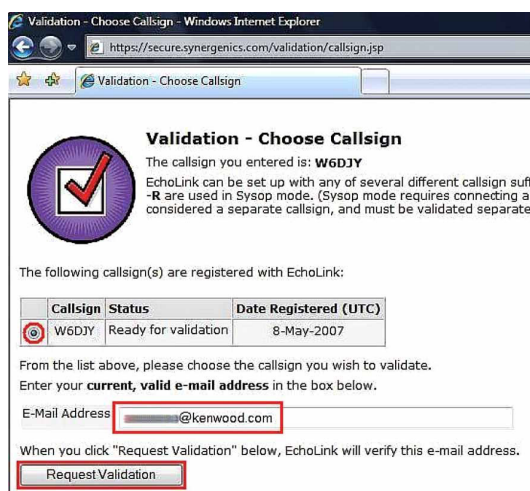 Validation - Choose Callsign - Windows Internet Explorer
https://secure.synergenics.com/validation/callsign.jsp
Validation - Choose Callsign
Validation - Choose Callsign
The callsign you entered is: W6DJY
EchoLink can be set up with any of several different callsign suf
-R are used in Sysop mode. (Sysop mode requires connecting a
considered a separate callsign, and must be validated separate
The following callsign(s) are registered with EchoLink:
Callsign Status Date Registered (UTC)
W6DJY Ready for validation 8-May-2007
From the list above, please choose the callsign you wish to validate.
Enter your current, valid e-mail address in the box below.
E-Mail Address @kenwood.com
When you click "Request Validation" below, EchoLink will verify this e-mail address.
Request Validation